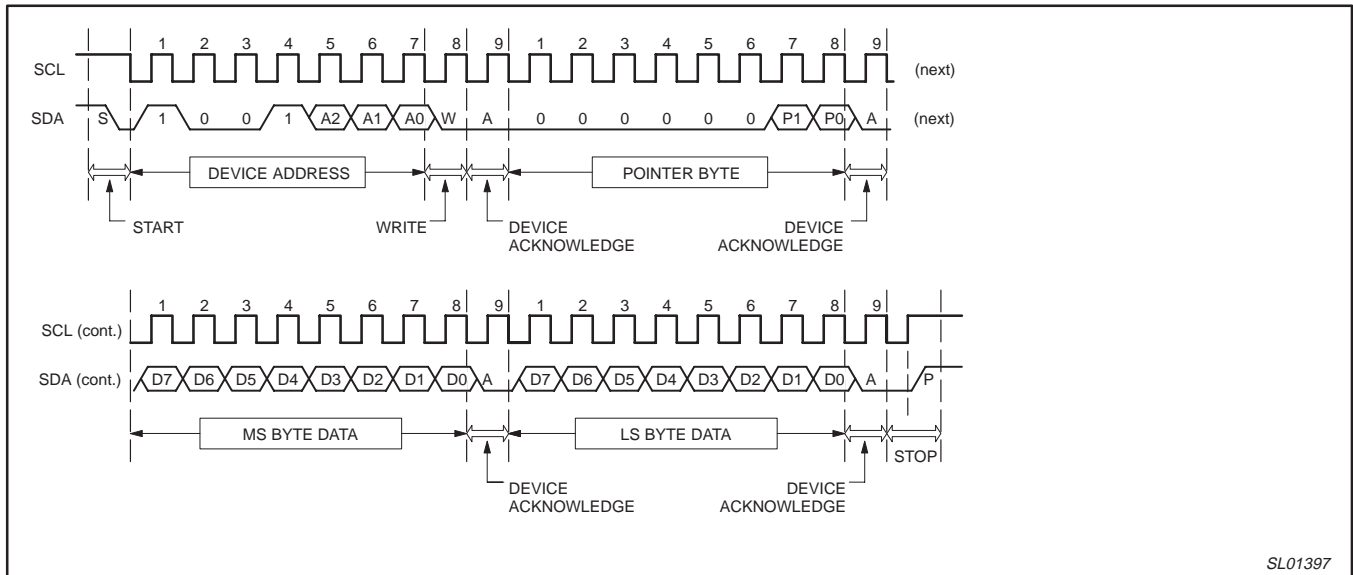 1 2 3 4 5 6 7 8 9 1 2 3 4 5 6 7 8 9
SCL (next)
SDA S 1 0 0 1 A2 A1 A0 W A 0 0 0 0 0 0 P1 P0 A (next)
DEVICE ADDRESS POINTER BYTE
START WRITE DEVICE ACKNOWLEDGE DEVICE ACKNOWLEDGE
1 2 3 4 5 6 7 8 9 1 2 3 4 5 6 7 8 9
SCL (cont.)
SDA (cont.) D7 D6 D5 D4 D3 D2 D1 D0 A D7 D6 D5 D4 D3 D2 D1 D0 A P
MS BYTE DATA LS BYTE DATA
STOP
DEVICE ACKNOWLEDGE DEVICE ACKNOWLEDGE
SL01397